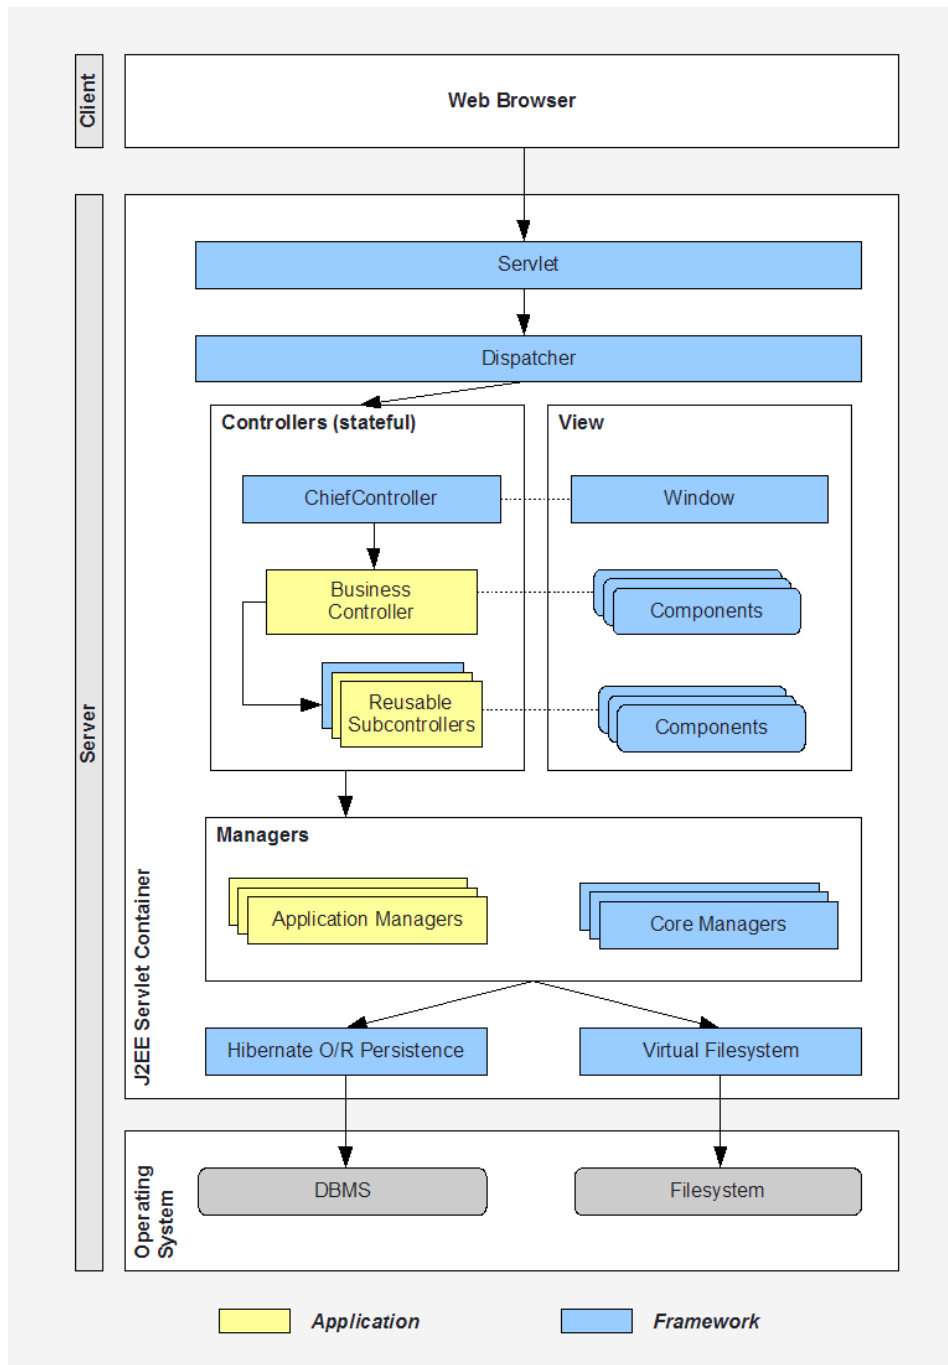 Client
Web Browser
Server
J2EE Servlet Container
Servlet
Dispatcher
Controllers (stateful)
View
ChiefController
Window
Business
Controller
Components
Reusable
Subcontrollers
Components
Managers
Application Managers
Core Managers
Hibernate O/R Persistence
Virtual Filesystem
Operating
System
DBMS
Filesystem
Application
Framework